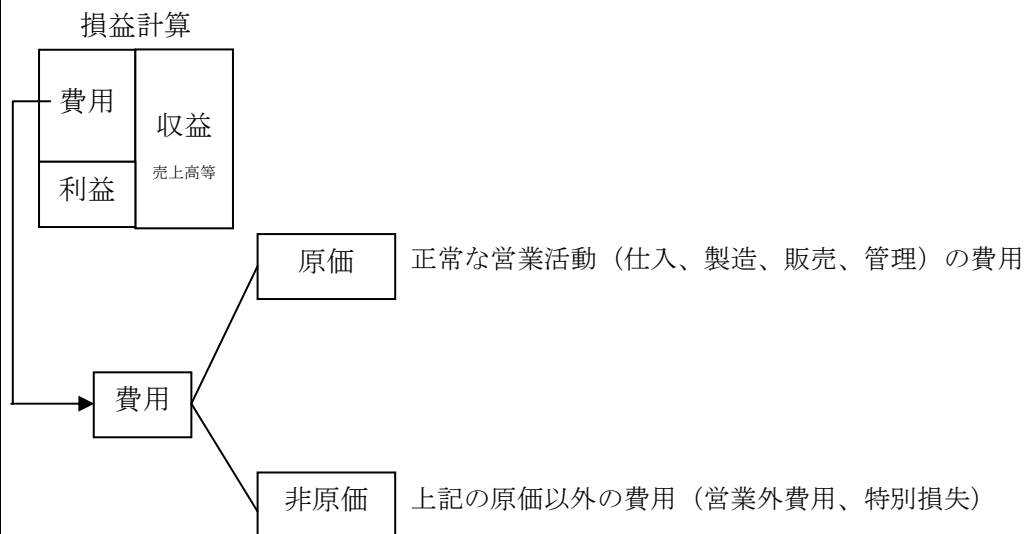 損益計算
費用
収益
売上高等
利益
原価
正常な営業活動（仕入、製造、販売、管理）の費用
費用
非原価
上記の原価以外の費用（営業外費用、特別損失）